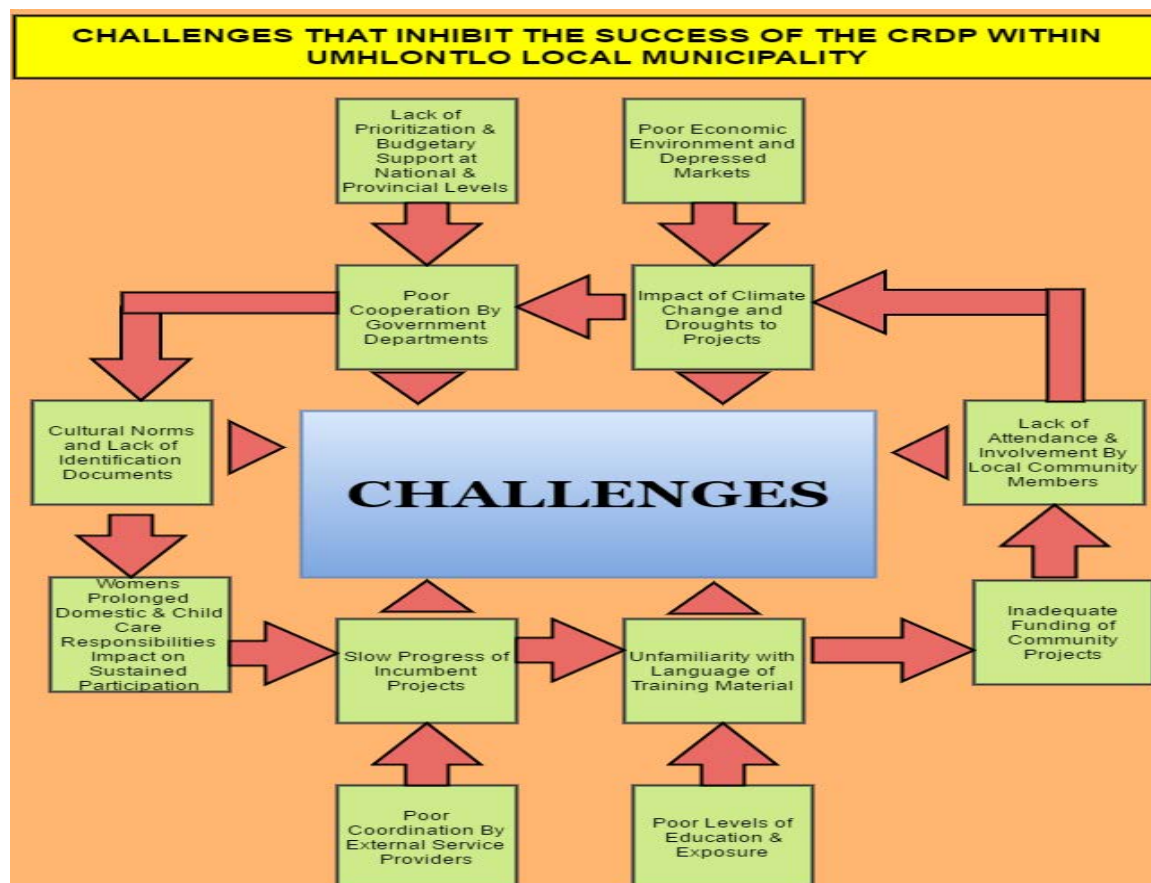 CHALLENGES THAT INHIBIT THE SUCCESS OF THE CRDP WITHIN
UMHLONTLO LOCAL MUNICIPALITY
Lack of
Prioritization &
Budgetary
Support at
National &
Provincial Levels
Poor Economic
Environment and
Depressed
Markets
Poor
Cooperation By
Government
Departments
Impact of Climate
Change and
Droughts to
Projects
Cultural Norms
and Lack of
Identification
Documents
CHALLENGES
Lack of
Attendance &
Involvement By
Local Community
Members
Womens
Prolonged
Domestic & Child
Care
Responsibilities
Impact on
Sustained
Participation
Slow Progress of
Incumbent
Projects
Unfamiliarity with
Language of
Training Material
Inadequate
Funding of
Community
Projects
Poor
Coordination By
External Service
Providers
Poor Levels of
Education &
Exposure